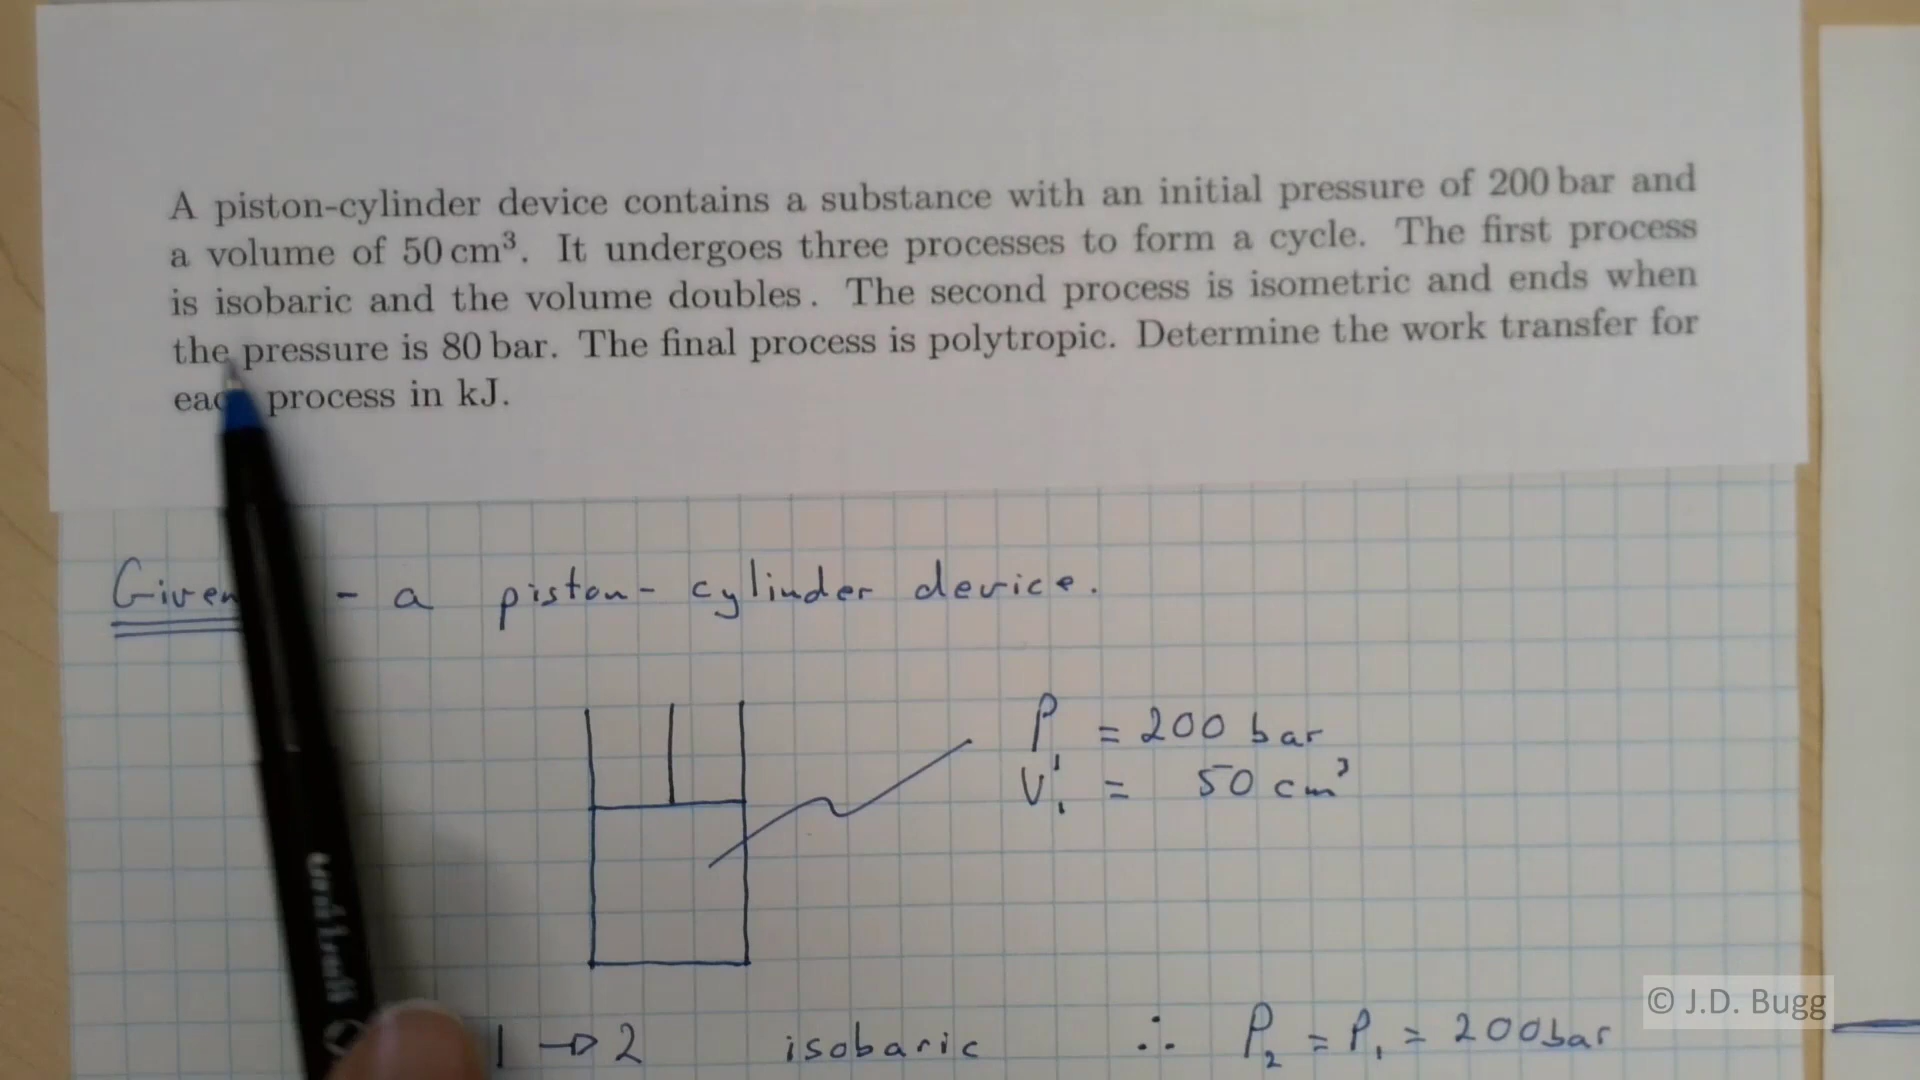 A piston-cylinder device contains a substance with an initial pressure of 200 bar and
a volume of 50 cm³. It undergoes three processes to form a cycle. The first process
is isobaric and the volume doubles. The second process is isometric and ends when
the pressure is 80 bar. The final process is polytropic. Determine the work transfer for
process in kJ.
Given - a piston-cylinder device.
P₁ = 200 bar
V₁ = 50 cm³
1 → 2 isobaric ∴ P₂ = P₁ = 200bar
© J.D. Bugg